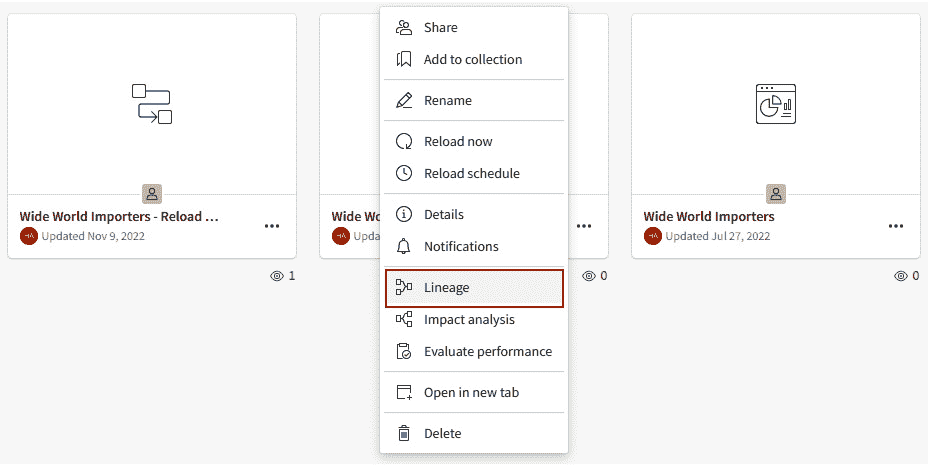 Share
Add to collection
Rename
Reload now
Reload schedule
Details
Notifications
Lineage
Impact analysis
Evaluate performance
Open in new tab
Delete
Wide World Importers - Reload ...
HA Updated Nov 9, 2022
1
Wide Wo
HA Upda
0
Wide World Importers
HA Updated Jul 27, 2022
0